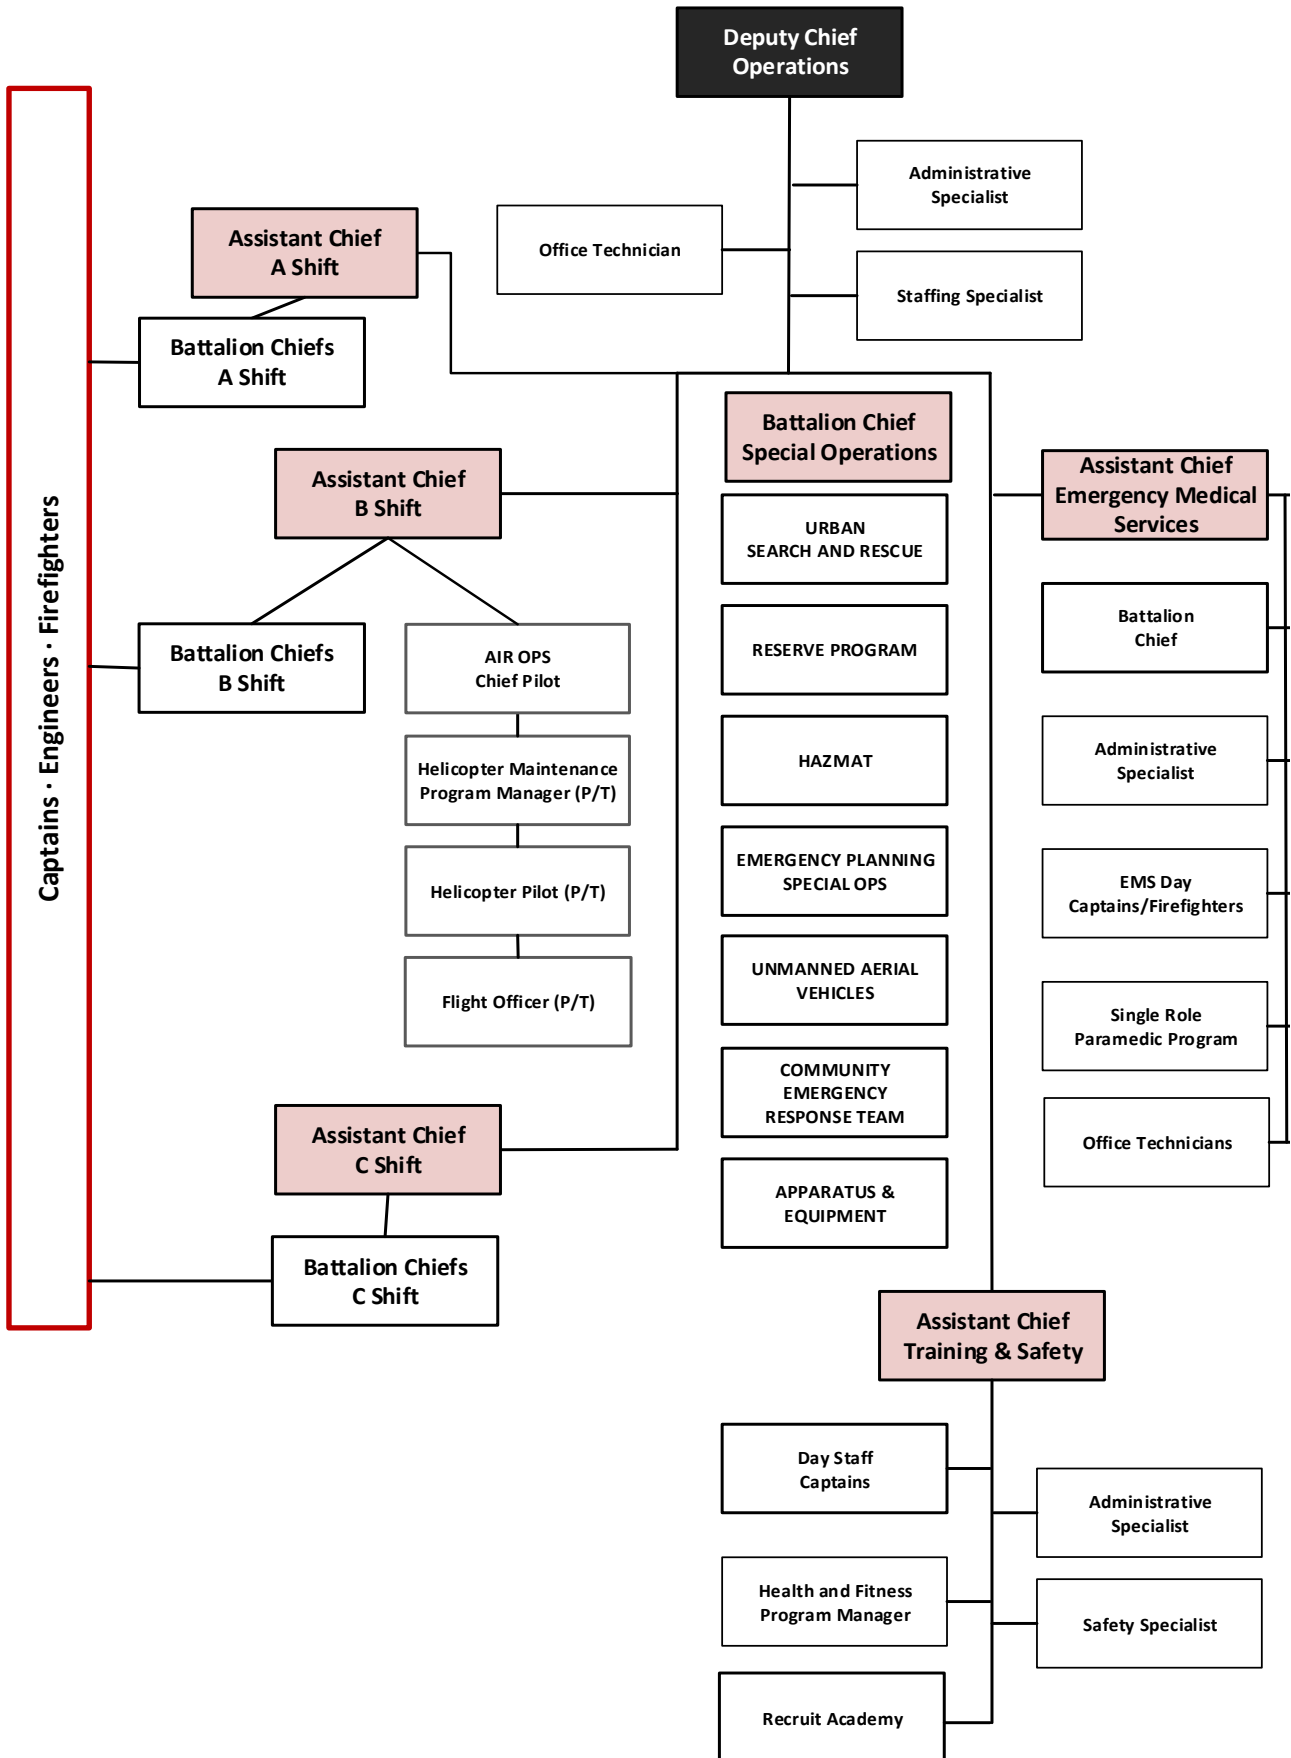 Deputy Chief
Operations
Administrative
Specialist
Office Technician
Staffing Specialist
Captains · Engineers · Firefighters
Assistant Chief
A Shift
Battalion Chiefs
A Shift
Assistant Chief
B Shift
Battalion Chiefs
B Shift
AIR OPS
Chief Pilot
Helicopter Maintenance
Program Manager (P/T)
Helicopter Pilot (P/T)
Flight Officer (P/T)
Assistant Chief
C Shift
Battalion Chiefs
C Shift
Battalion Chief
Special Operations
URBAN
SEARCH AND RESCUE
RESERVE PROGRAM
HAZMAT
EMERGENCY PLANNING
SPECIAL OPS
UNMANNED AERIAL
VEHICLES
COMMUNITY
EMERGENCY
RESPONSE TEAM
APPARATUS &
EQUIPMENT
Assistant Chief
Emergency Medical
Services
Battalion
Chief
Administrative
Specialist
EMS Day
Captains/Firefighters
Single Role
Paramedic Program
Office Technicians
Assistant Chief
Training & Safety
Day Staff
Captains
Administrative
Specialist
Health and Fitness
Program Manager
Safety Specialist
Recruit Academy